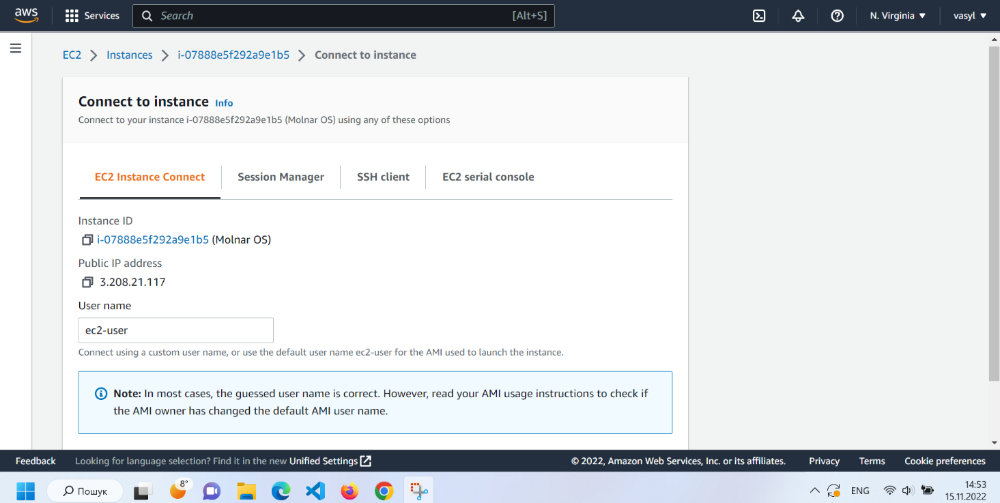 aws Services Search [Alt+S] N. Virginia vasyl
EC2 Instances i-07888e5f292a9e1b5 Connect to instance
Connect to instance Info
Connect to your instance i-07888e5f292a9e1b5 (Molnar OS) using any of these options
EC2 Instance Connect Session Manager SSH client EC2 serial console
Instance ID
i-07888e5f292a9e1b5 (Molnar OS)
Public IP address
3.208.21.117
User name
ec2-user
Connect using a custom user name, or use the default user name ec2-user for the AMI used to launch the instance.
Note: In most cases, the guessed user name is correct. However, read your AMI usage instructions to check if
the AMI owner has changed the default AMI user name.
Feedback Looking for language selection? Find it in the new Unified Settings © 2022, Amazon Web Services, Inc. or its affiliates. Privacy Terms Cookie preferences
Пошук 8° ENG 14:53
15.11.2022